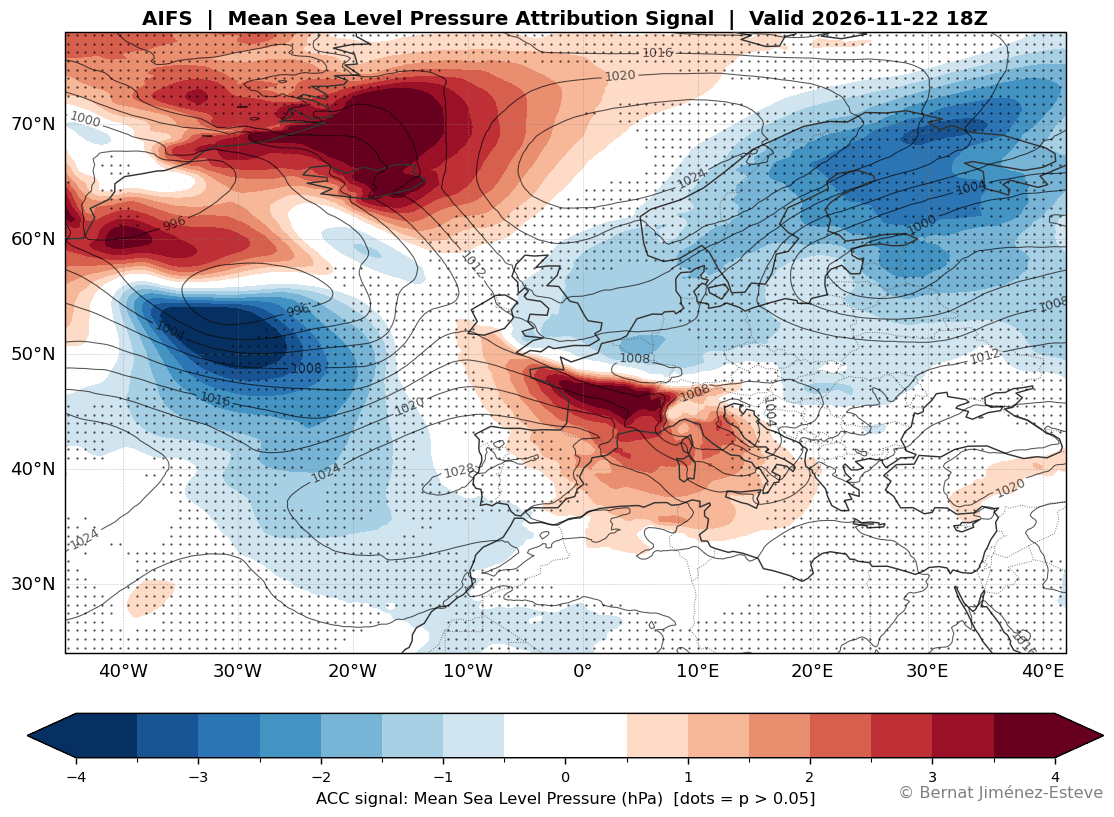 AIFS | Mean Sea Level Pressure Attribution Signal | Valid 2026-11-22 18Z
1016
1020
1000
70°N
1024
1004
996
1000
60°N
1012
996
1008
1004
50°N
1008
1008
1012
1016
1020
1008
1004
1024
1028
40°N
1020
1024
30°N
1016
40°W 30°W 20°W 10°W 0° 10°E 20°E 30°E 40°E
−4 −3 −2 −1 0 1 2 3 4
ACC signal: Mean Sea Level Pressure (hPa) [dots = p > 0.05]
© Bernat Jiménez-Esteve